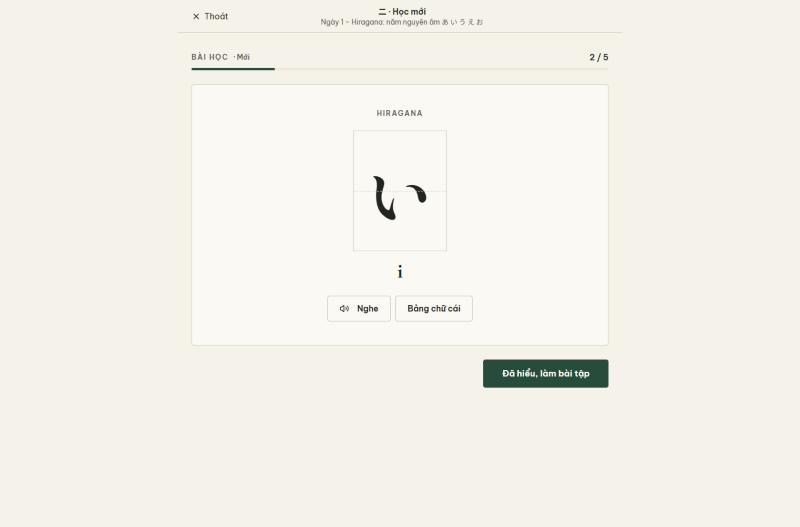 × Thoát
二 · Học mới
Ngày 1 - Hiragana: năm nguyên âm あ い う え お
BÀI HỌC · Mới
2 / 5
HIRAGANA
い
i
Nghe
Bảng chữ cái
Đã hiểu, làm bài tập